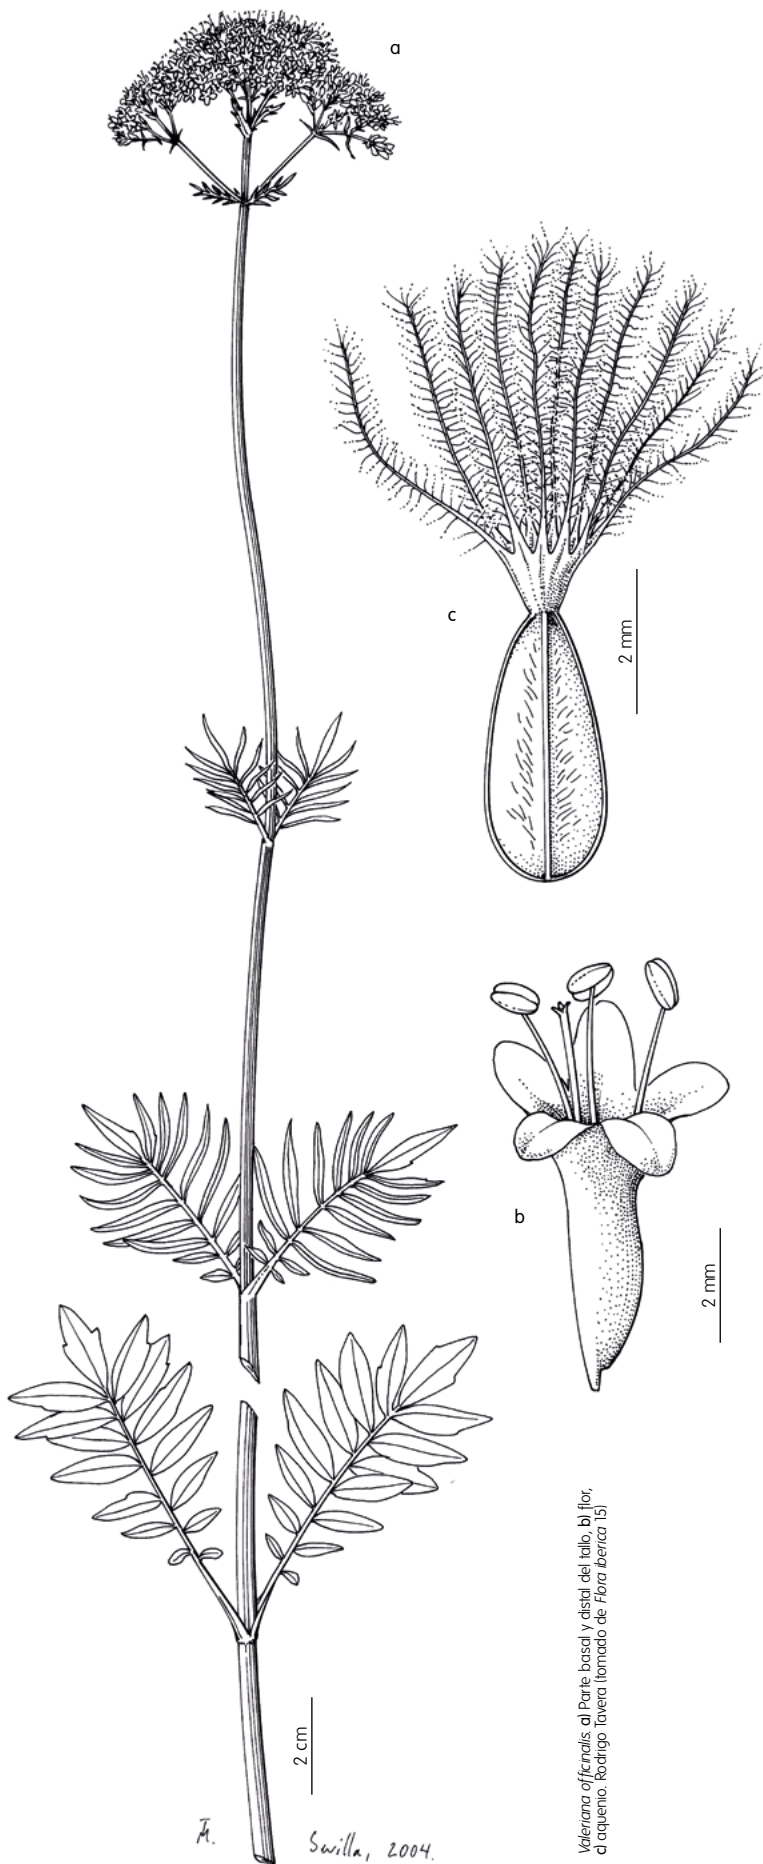 a
c
2 mm
b
2 mm
2 cm
Valeriana officinalis. a) Parte basal y distal del tallo, b) flor,
c) aquenio. Rodrigo Tavera (tomado de Flora iberica 15)
Sevilla, 2004.